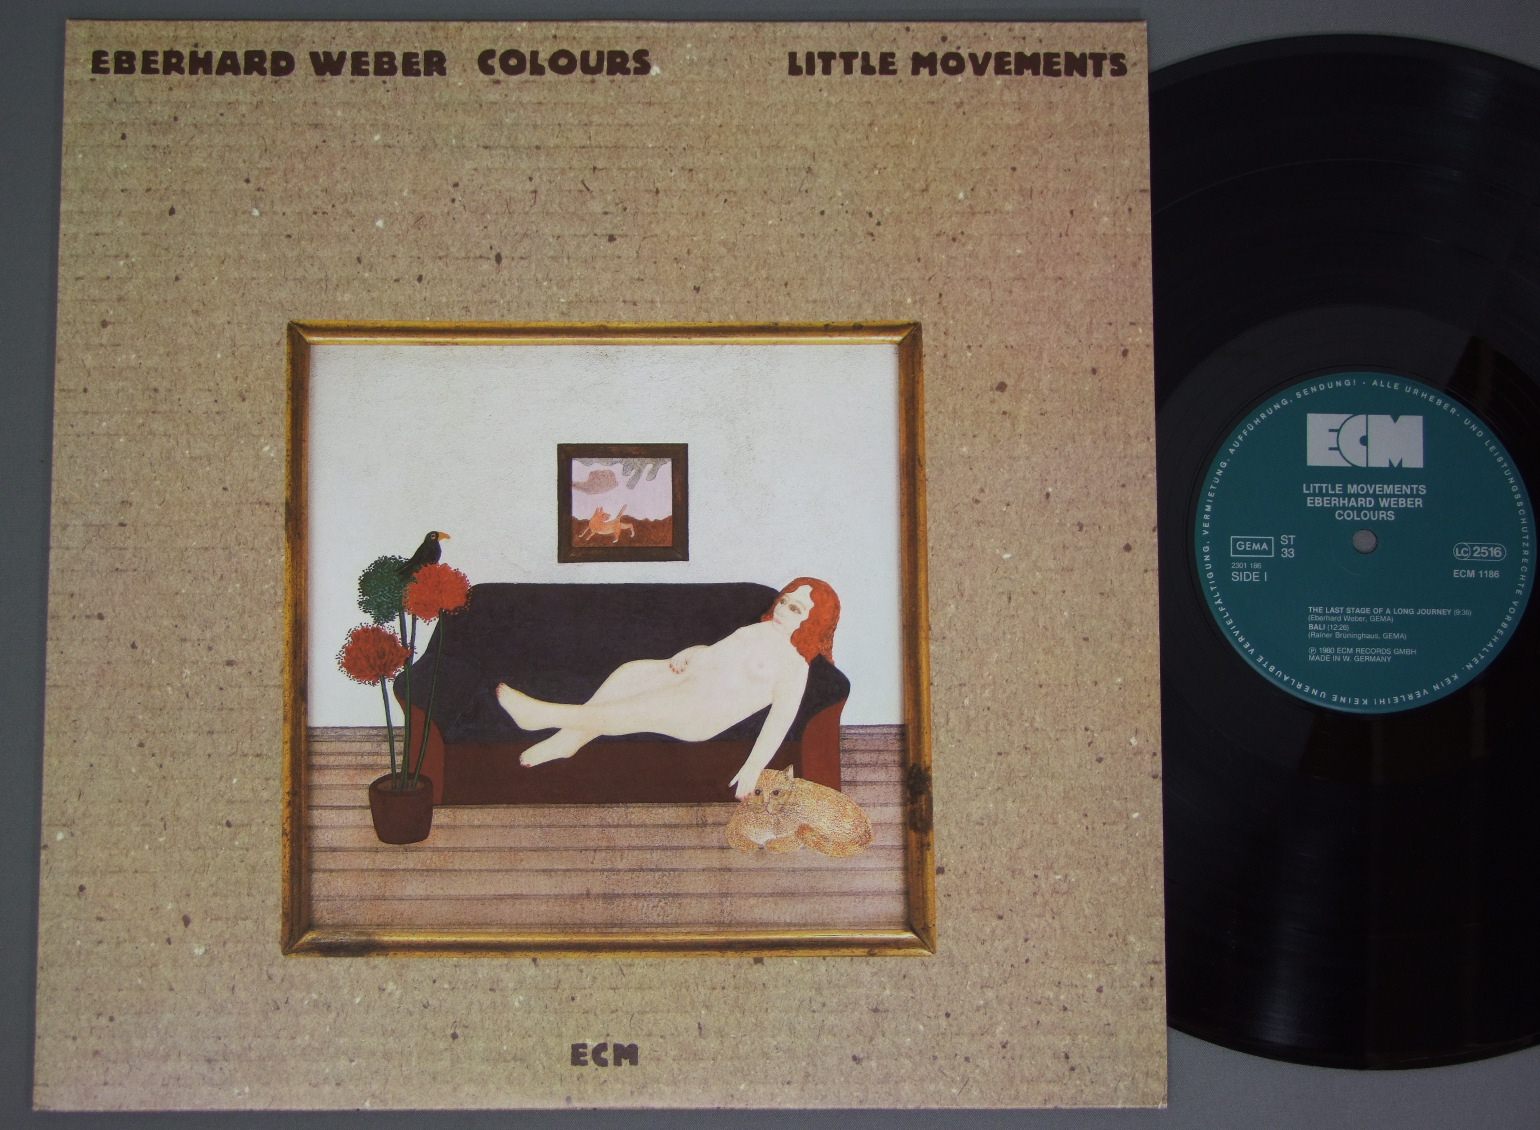 EBERHARD WEBER COLOURS LITTLE MOVEMENTS
ECM
ALLE URHEBER- UND LEISTUNGSSCHUTZRECHTE VORBEHALTEN. KEIN VERLEIH! KEINE UNERLAUBTE VERVIELFÄLTIGUNG, VERMIETUNG, AUFFÜHRUNG, SENDUNG! ·
ECM
LITTLE MOVEMENTS
EBERHARD WEBER
COLOURS
GEMA ST 33
LC 2516
2301 186
SIDE I
ECM 1186
THE LAST STAGE OF A LONG JOURNEY (9:36)
(Eberhard Weber, GEMA)
BALI (12:28)
(Rainer Brüninghaus, GEMA)
℗ 1980 ECM RECORDS GMBH
MADE IN W. GERMANY